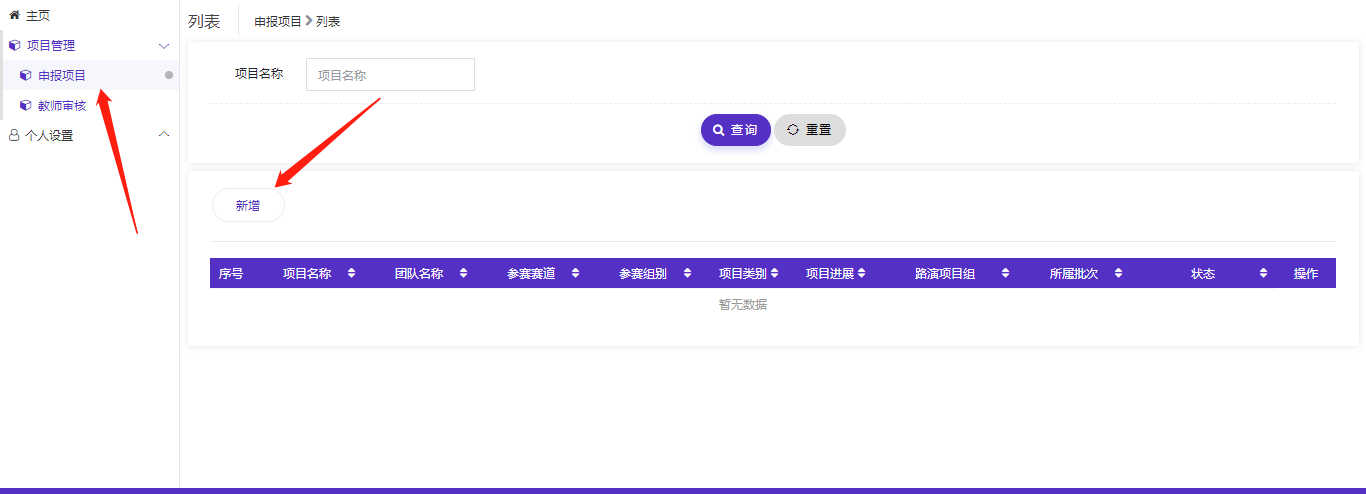 主页
项目管理
申报项目
教师审核
个人设置
列表 申报项目 列表
项目名称 项目名称
查询 重置
新增
序号 项目名称 团队名称 参赛赛道 参赛组别 项目类别 项目进展 路演项目组 所属批次 状态 操作
暂无数据